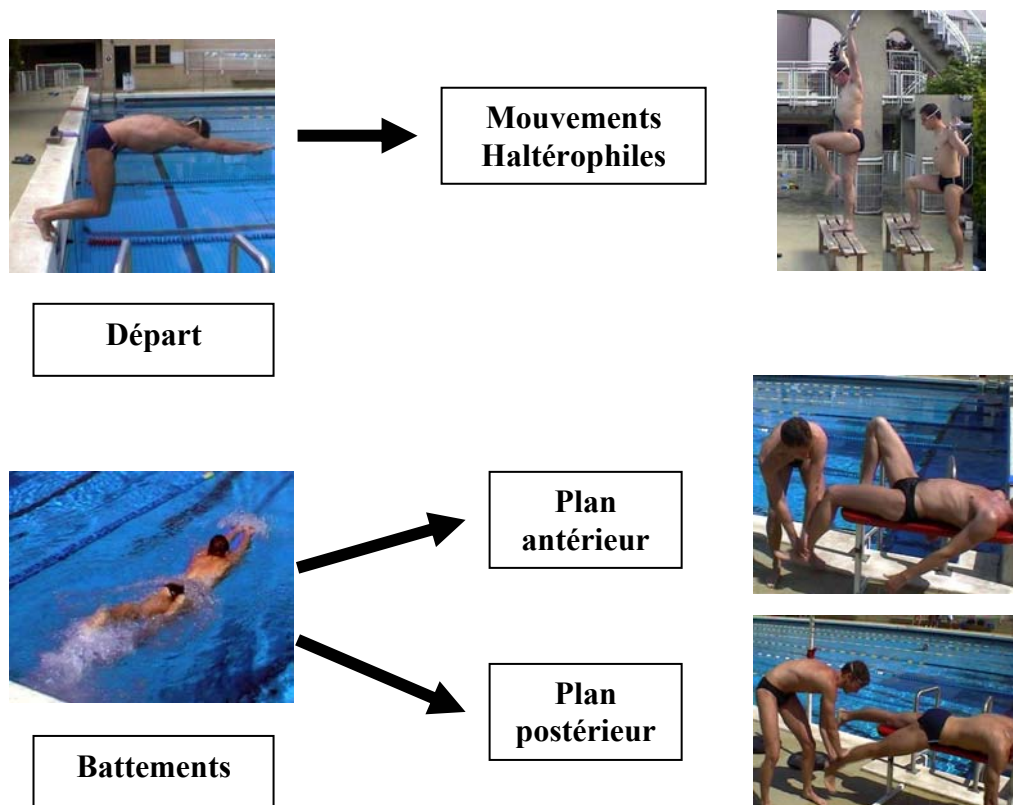 Mouvements
Haltérophiles
Départ
Plan
antérieur
Plan
postérieur
Battements